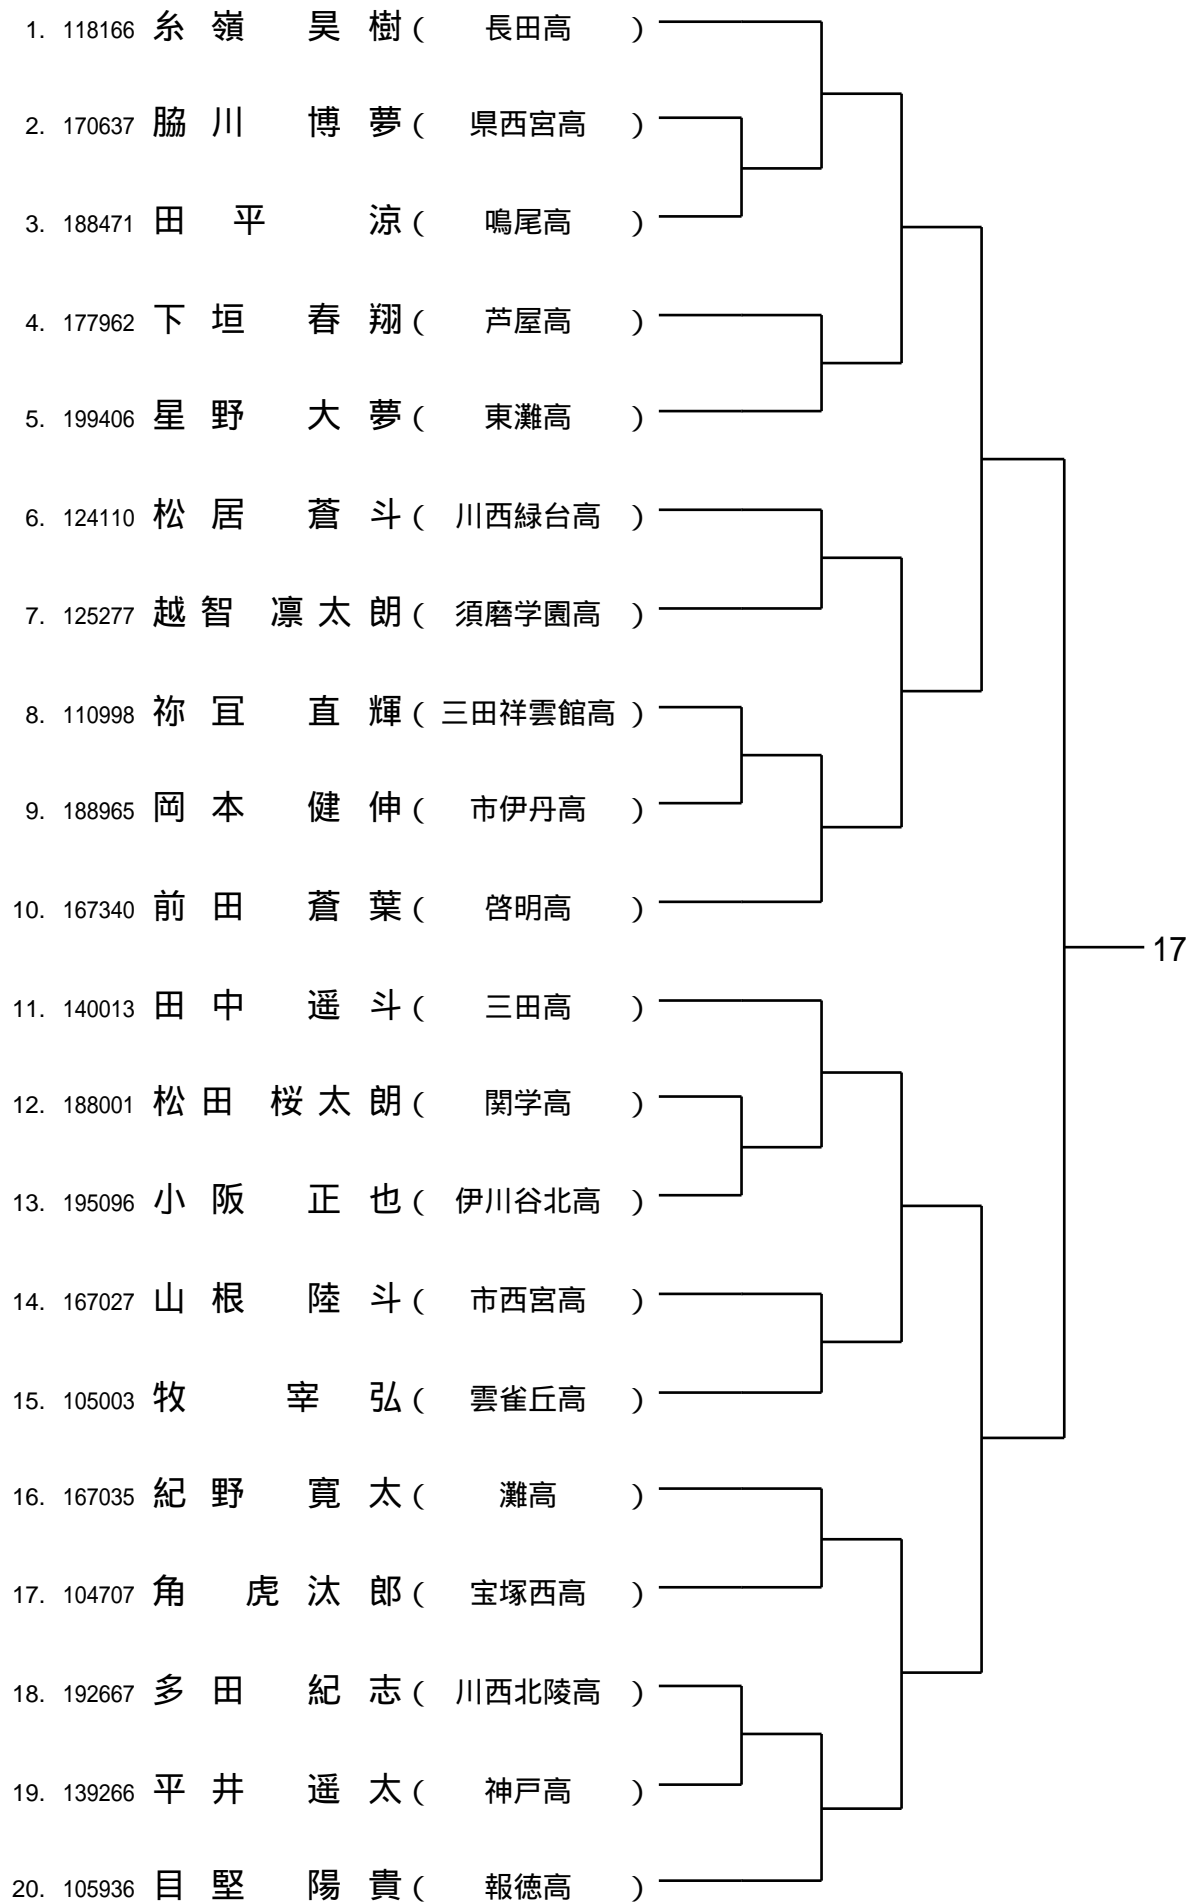 1. 118166 糸嶺 昊樹 ( 長田高 )
2. 170637 脇川 博夢 ( 県西宮高 )
3. 188471 田平 涼 ( 鳴尾高 )
4. 177962 下垣 春翔 ( 芦屋高 )
5. 199406 星野 大夢 ( 東灘高 )
6. 124110 松居 蒼斗 ( 川西緑台高 )
7. 125277 越智 凛太朗 ( 須磨学園高 )
8. 110998 祢冝 直輝 ( 三田祥雲館高 )
9. 188965 岡本 健伸 ( 市伊丹高 )
10. 167340 前田 蒼葉 ( 啓明高 )
17
11. 140013 田中 遥斗 ( 三田高 )
12. 188001 松田 桜太朗 ( 関学高 )
13. 195096 小阪 正也 ( 伊川谷北高 )
14. 167027 山根 陸斗 ( 市西宮高 )
15. 105003 牧 宰弘 ( 雲雀丘高 )
16. 167035 紀野 寛太 ( 灘高 )
17. 104707 角 虎汰郎 ( 宝塚西高 )
18. 192667 多田 紀志 ( 川西北陵高 )
19. 139266 平井 遥太 ( 神戸高 )
20. 105936 目堅 陽貴 ( 報徳高 )